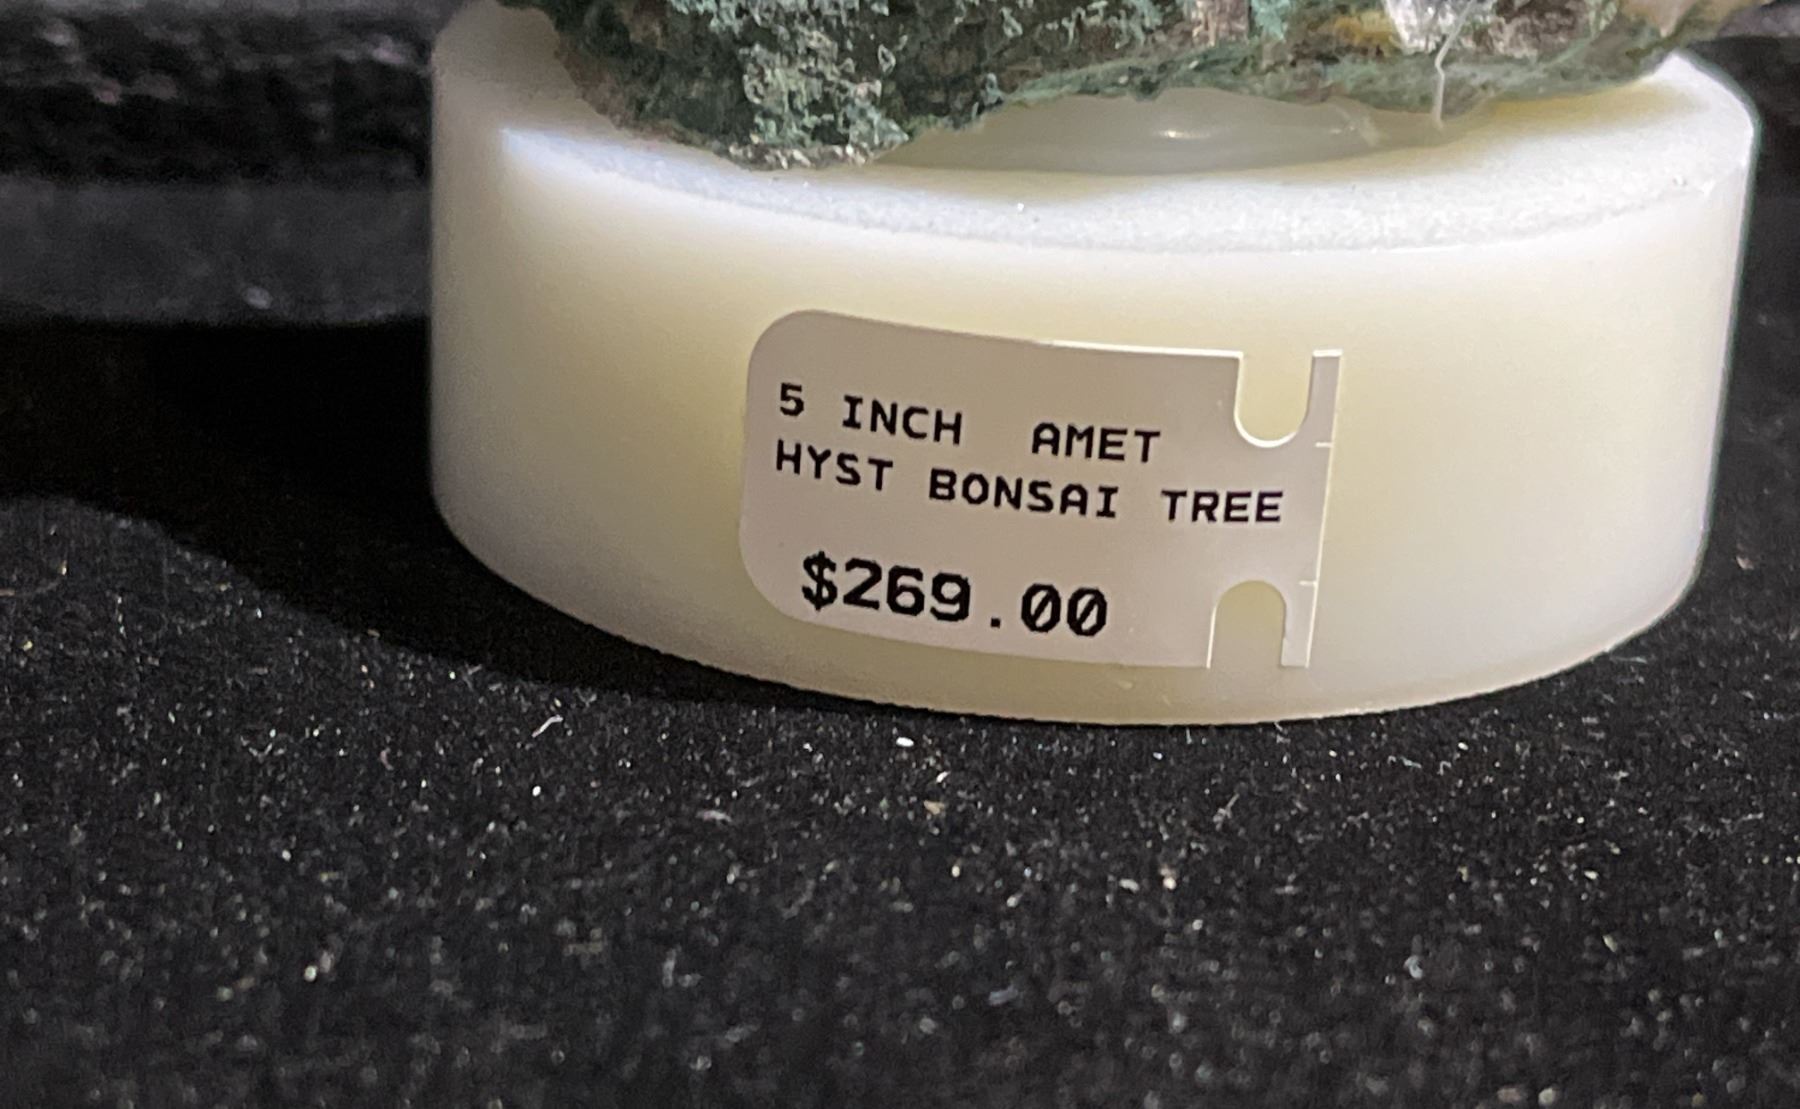 5 INCH AMET
HYST BONSAI TREE
$269.00